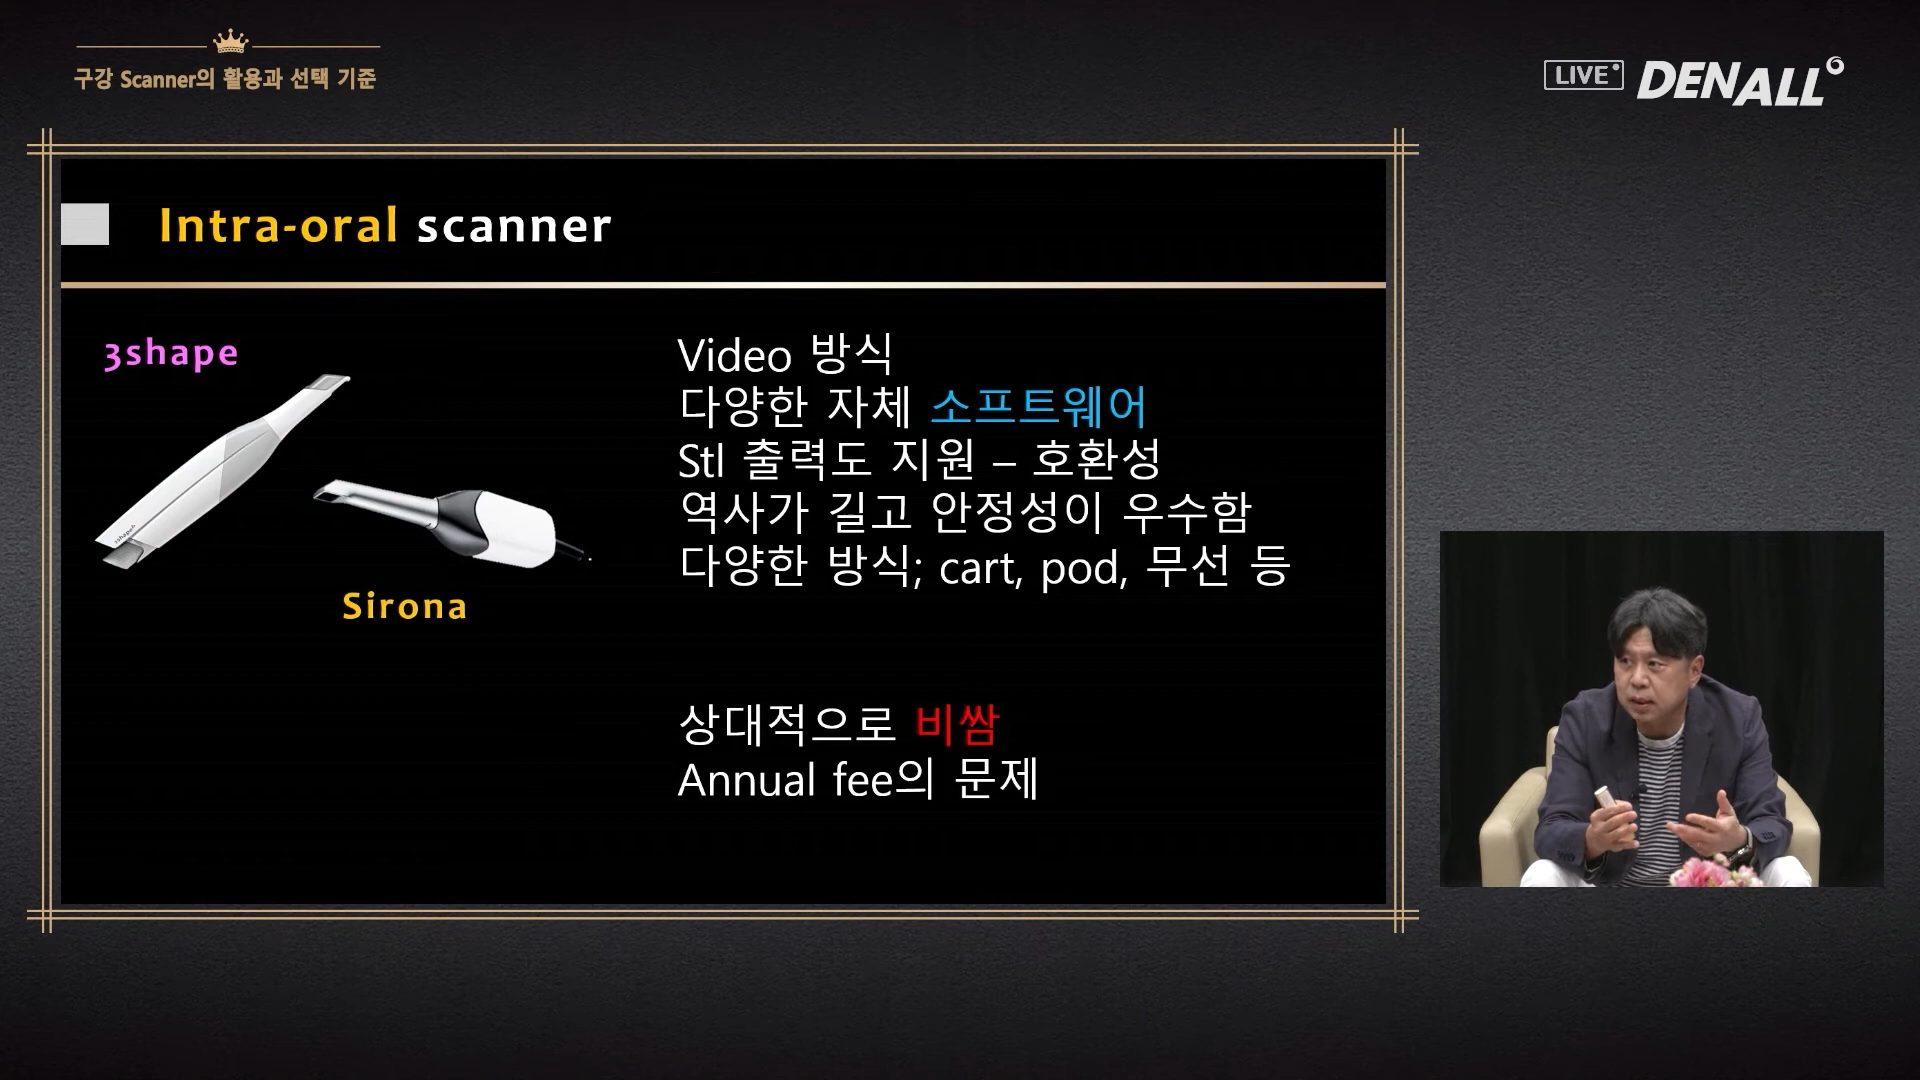 구강 Scanner의 활용과 선택 기준
LIVE DENALL
Intra-oral scanner
3shape
Sirona
Video 방식
다양한 자체 소프트웨어
Stl 출력도 지원 – 호환성
역사가 길고 안정성이 우수함
다양한 방식; cart, pod, 무선 등
상대적으로 비쌈
Annual fee의 문제
3shape